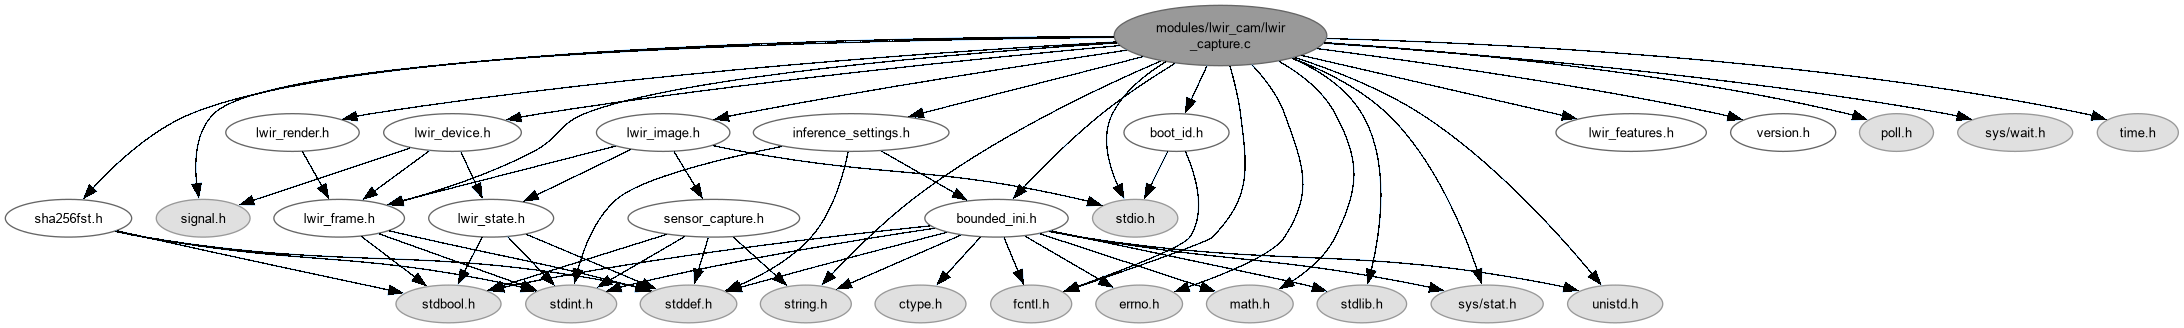 modules/lwir_cam/lwir
_capture.c
lwir_render.h
lwir_device.h
lwir_image.h
inference_settings.h
boot_id.h
lwir_features.h
version.h
poll.h
sys/wait.h
time.h
sha256fst.h
signal.h
lwir_frame.h
lwir_state.h
sensor_capture.h
bounded_ini.h
stdio.h
stdbool.h
stdint.h
stddef.h
string.h
ctype.h
fcntl.h
errno.h
math.h
stdlib.h
sys/stat.h
unistd.h